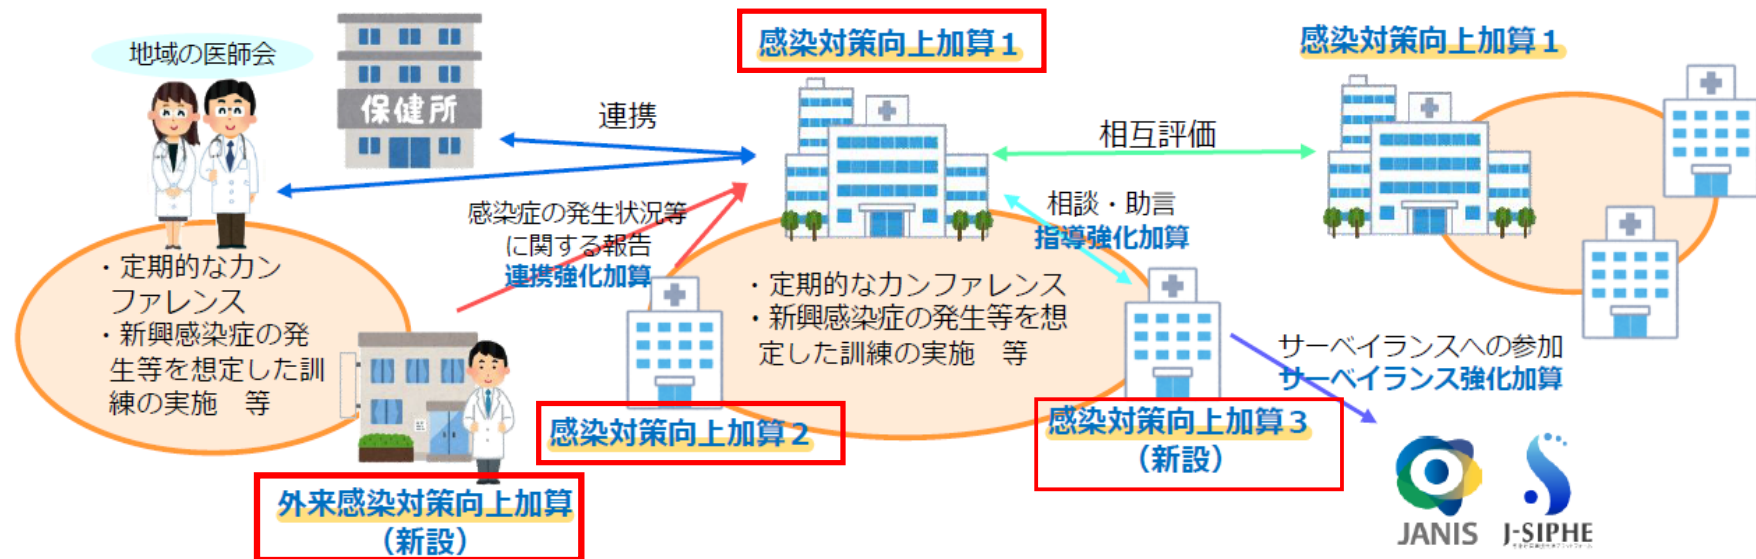 地域の医師会
保健所
連携
感染対策向上加算1
相互評価
感染対策向上加算1
感染症の発生状況等
に関する報告
連携強化加算
相談・助言
指導強化加算
・定期的なカン
ファレンス
・新興感染症の発
生等を想定した訓
練の実施　等
・定期的なカンファレンス
・新興感染症の発生等を想
定した訓練の実施　等
サーベイランスへの参加
サーベイランス強化加算
感染対策向上加算2
感染対策向上加算3
（新設）
外来感染対策向上加算
（新設）
JANIS
J-SIPHE